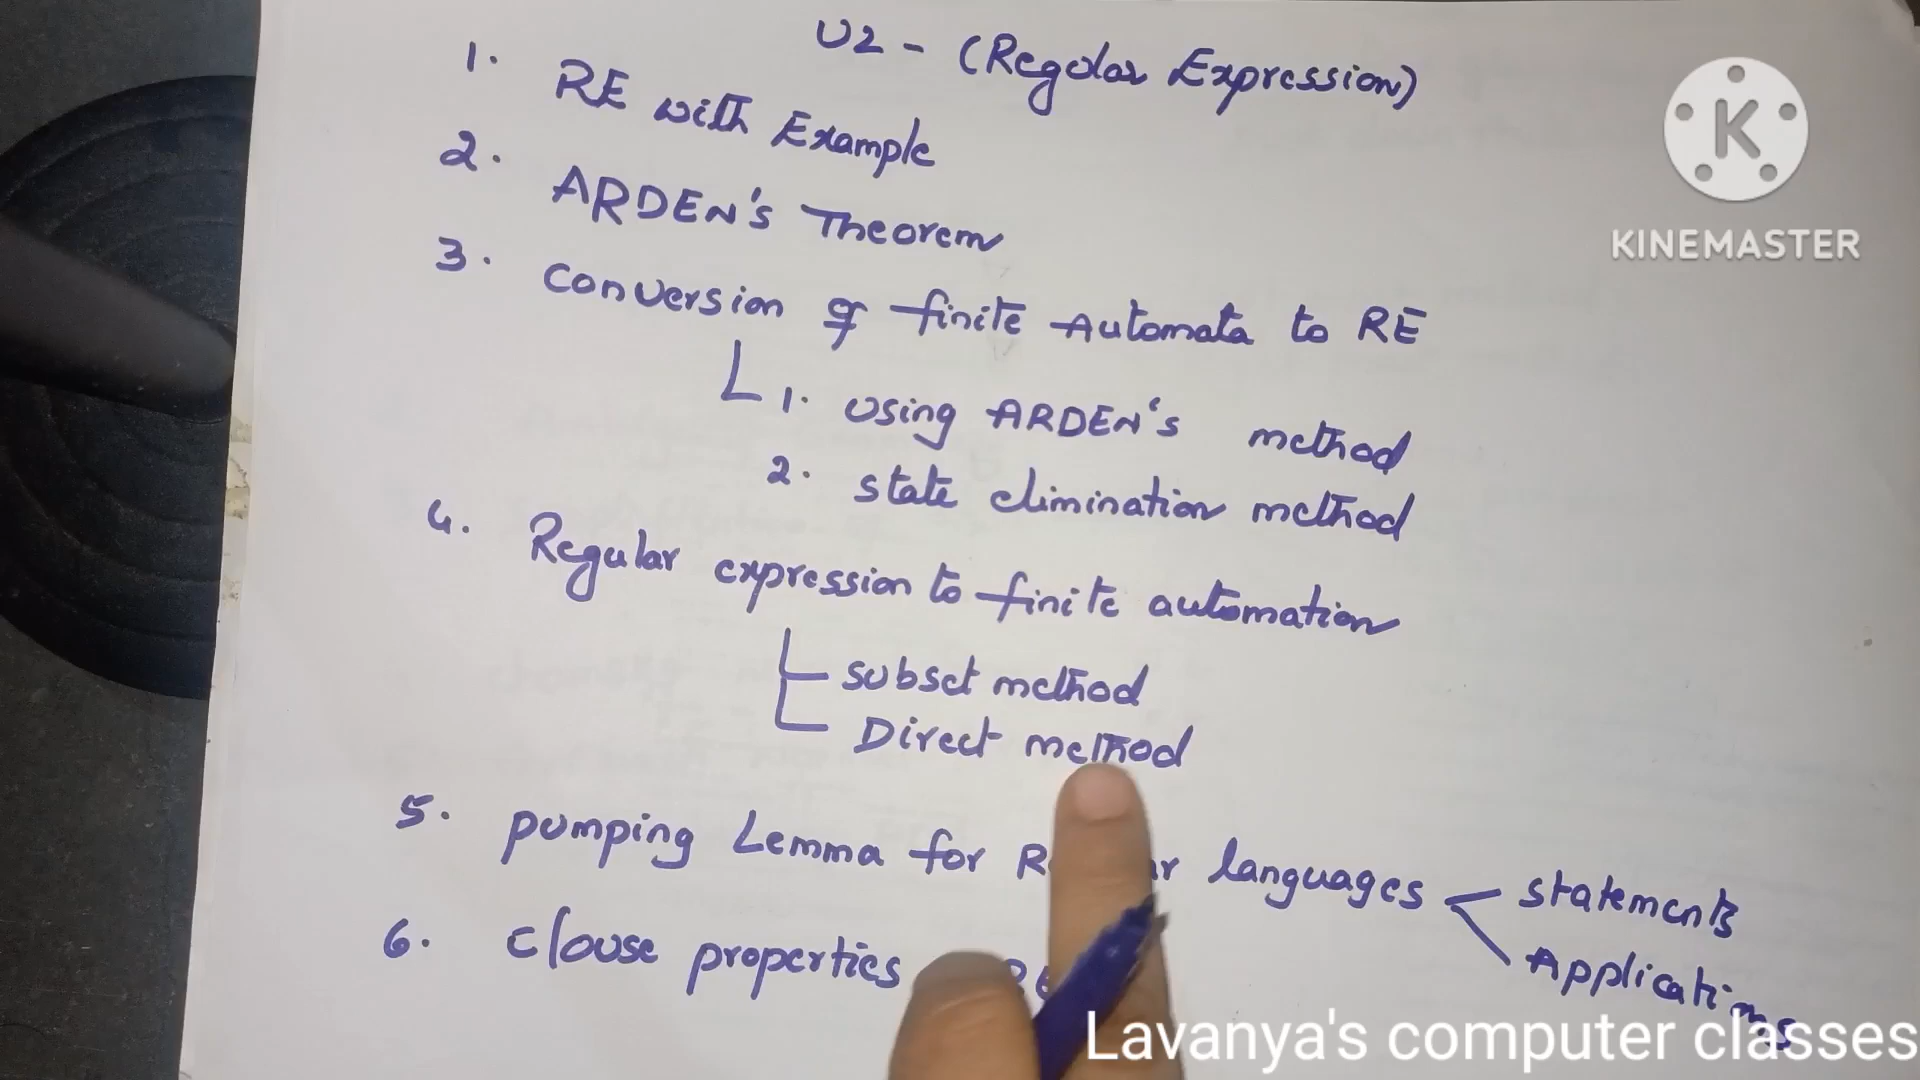 U2 - (Regular Expression)
1. RE with Example
2. ARDEN's Theorem
3. Conversion of finite Automata to RE
1. Using ARDEN's method
2. state elimination method
4. Regular expression to finite automation
subset method
Direct method
5. pumping Lemma for languages
statements
Applications
6. Clouse properties
K
KINEMASTER
Lavanya's computer classes